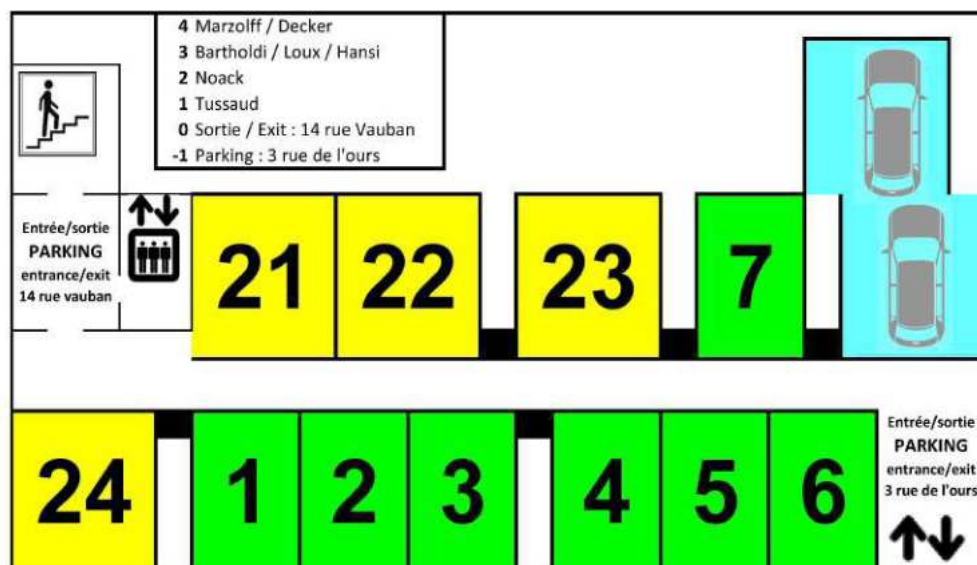 4 Marzolff / Decker
3 Bartholdi / Loux / Hansi
2 Noack
1 Tussaud
0 Sortie / Exit : 14 rue Vauban
-1 Parking : 3 rue de l'ours
Entrée/sortie
PARKING
entrance/exit
14 rue vauban
21 22 23 7
24 1 2 3 4 5 6
Entrée/sortie
PARKING
entrance/exit
3 rue de l'ours